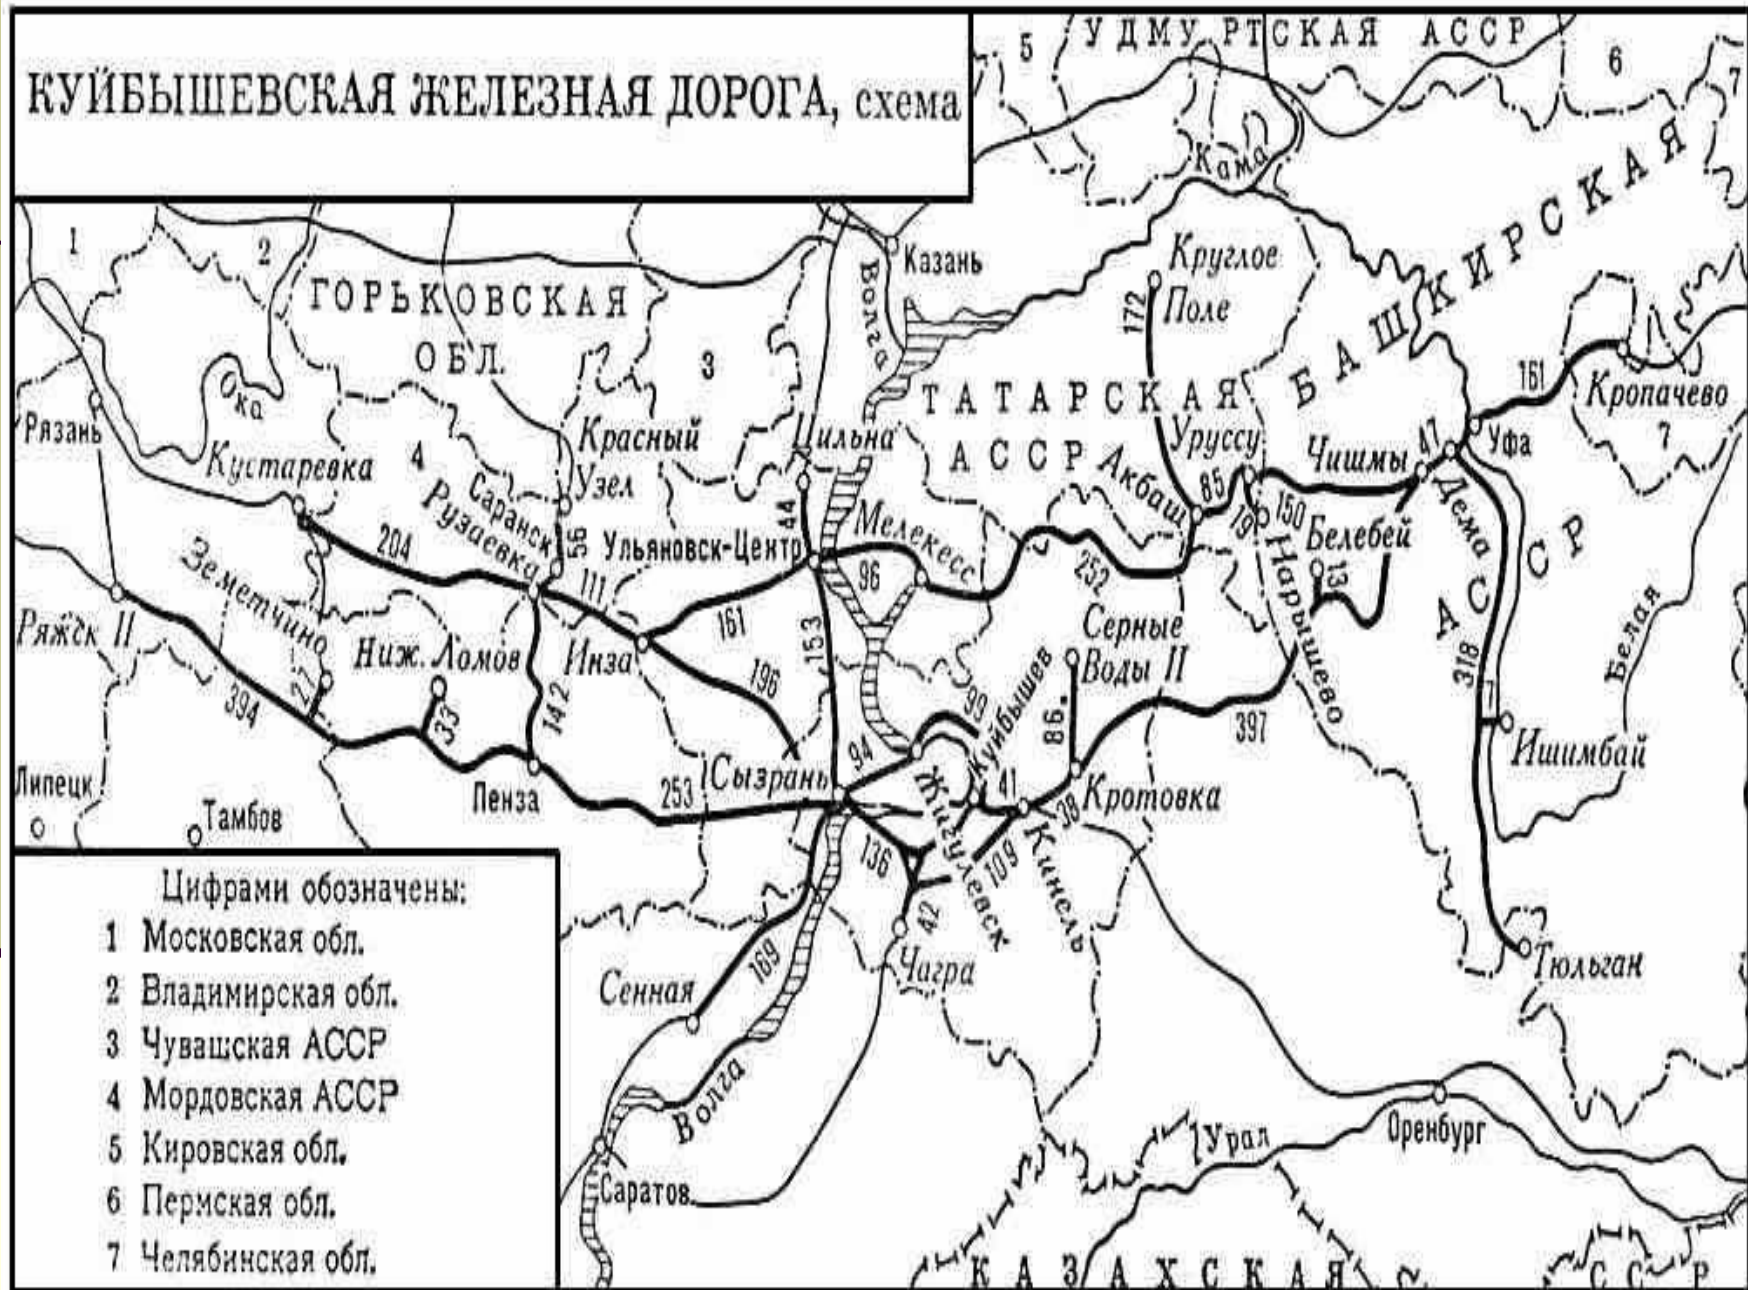 КУЙБЫШЕВСКАЯ ЖЕЛЕЗНАЯ ДОРОГА, схема
УДМУРТСКАЯ АССР
5
6
7
Кама
1
2
ГОРЬКОВСКАЯ
ОБЛ.
3
Казань
Волга
Круглое
Поле
172
БАШКИРСКАЯ
АССР
ТАТАРСКАЯ
АССР
161
Кропачево
7
Ока
Рязань
Кустаревка
4
Красный
Узел
Саранск
Рузаевка
56
Цильна
44
Мелекесс
Ульяновск-Центр
96
Акбаш
Уруссу
85
19
150
Чишмы
47
Уфа
Дема
Белебей
13
Нарышево
252
204
111
Земетчино
27
Ряжск II
394
Ниж. Ломов
33
142
Инза
161
196
153
Серные
Воды II
86
318
Белая
7
Ишимбай
397
99
Куйбышев
94
Сызрань
41
38
Кротовка
Кинель
109
Жигулевск
136
42
Чагра
Липецк
Тамбов
Пенза
253
Сенная
169
Волга
Саратов
Тюльган
Урал
Оренбург
КАЗАХСКАЯ ССР
Цифрами обозначены:
1 Московская обл.
2 Владимирская обл.
3 Чувашская АССР
4 Мордовская АССР
5 Кировская обл.
6 Пермская обл.
7 Челябинская обл.